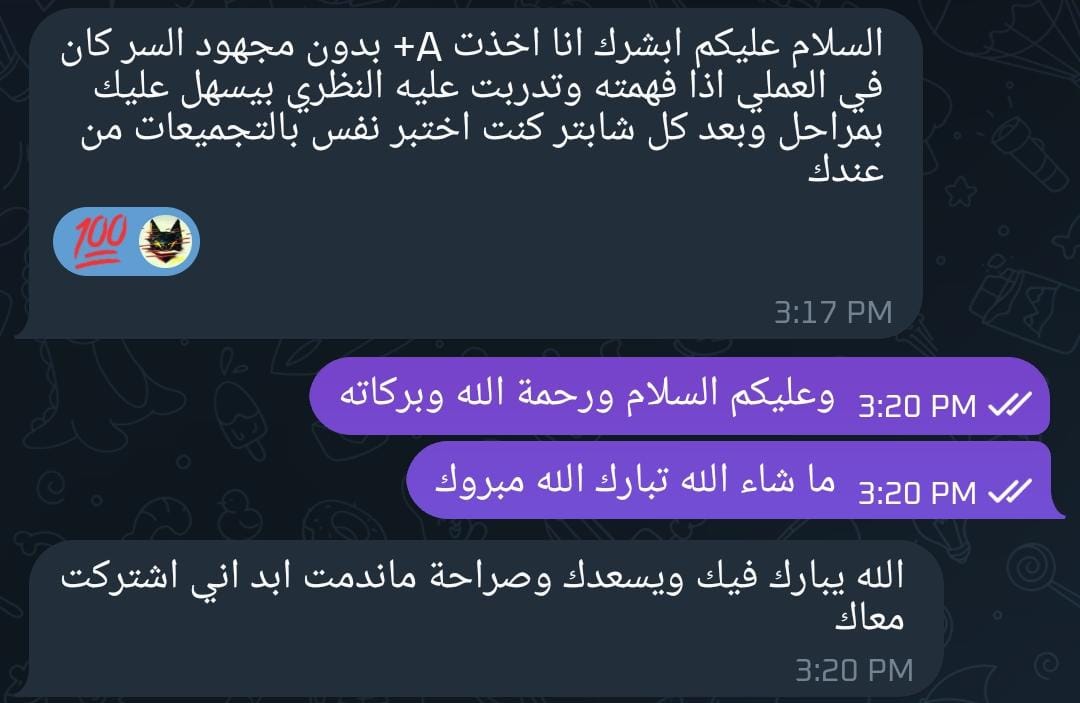 السلام عليكم ابشرك انا اخذت A+ بدون مجهود السر كان
في العملي اذا فهمته وتدربت عليه النظري بيسهل عليك
بمراحل وبعد كل شابتر كنت اختبر نفس بالتجميعات من
عندك
💯
3:17 PM
وعليكم السلام ورحمة الله وبركاته 3:20 PM
ما شاء الله تبارك الله مبروك 3:20 PM
الله يبارك فيك ويسعدك وصراحة ماندمت ابد اني اشتركت
معاك
3:20 PM